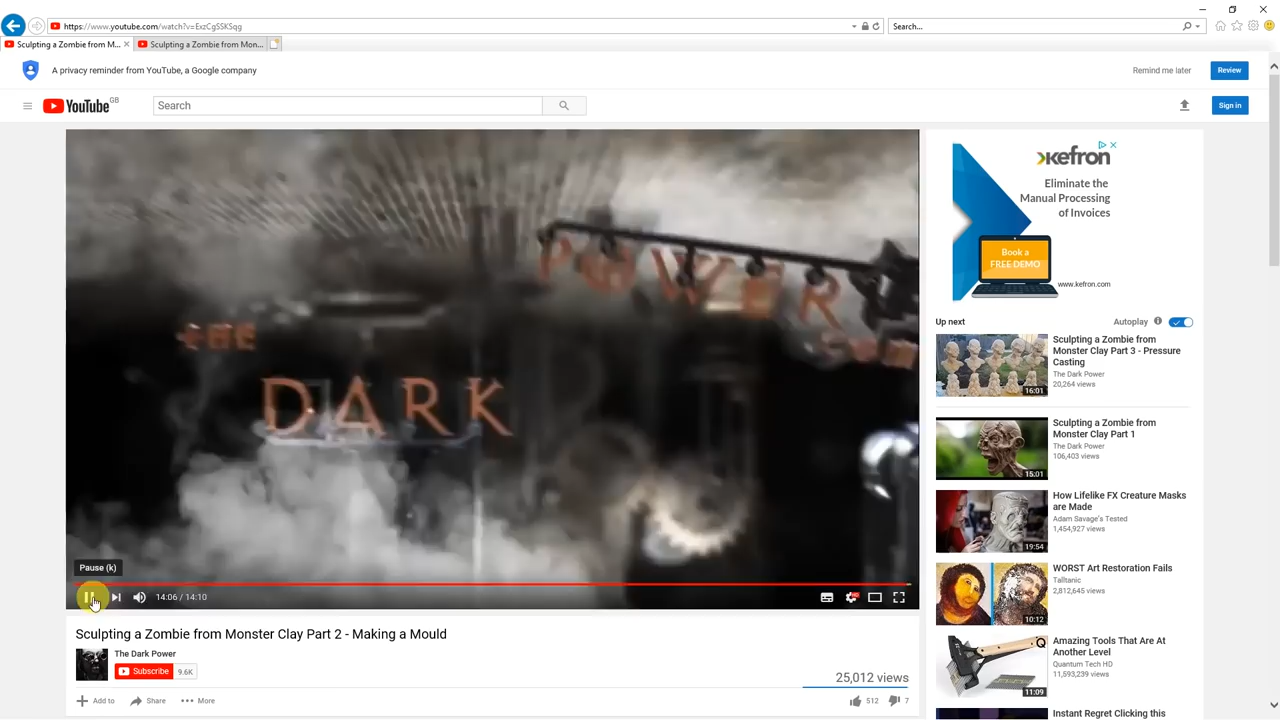 https://www.youtube.com/watch?v=ExzCgSSKSqg
Search...
Sculpting a Zombie from M...
Sculpting a Zombie from Mon...
A privacy reminder from YouTube, a Google company
Remind me later
Review
YouTube GB
Search
Sign in
THE
DARK
POWER
Pause (k)
14:06 / 14:10
HD
Sculpting a Zombie from Monster Clay Part 2 - Making a Mould
The Dark Power
Subscribe 9.6K
25,012 views
Add to
Share
More
512
7
kefron
Eliminate the
Manual Processing
of Invoices
Book a
FREE DEMO
www.kefron.com
Up next
Autoplay
Sculpting a Zombie from
Monster Clay Part 3 - Pressure
Casting
The Dark Power
20,264 views
16:01
Sculpting a Zombie from
Monster Clay Part 1
The Dark Power
106,403 views
15:01
How Lifelike FX Creature Masks
are Made
Adam Savage's Tested
1,454,927 views
19:54
WORST Art Restoration Fails
Talltanic
2,812,645 views
10:12
Amazing Tools That Are At
Another Level
Quantum Tech HD
11,593,239 views
11:09
Instant Regret Clicking this